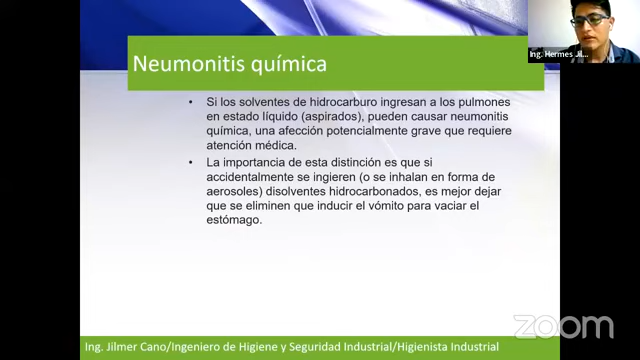 Ing. Hermes Jil...
Neumonitis química
• Si los solventes de hidrocarburo ingresan a los pulmones
en estado líquido (aspirados), pueden causar neumonitis
química, una afección potencialmente grave que requiere
atención médica.
• La importancia de esta distinción es que si
accidentalmente se ingieren (o se inhalan en forma de
aerosoles) disolventes hidrocarbonados, es mejor dejar
que se eliminen que inducir el vómito para vaciar el
estómago.
zoom
Ing. Jilmer Cano/Ingeniero de Higiene y Seguridad Industrial/Higienista Industrial